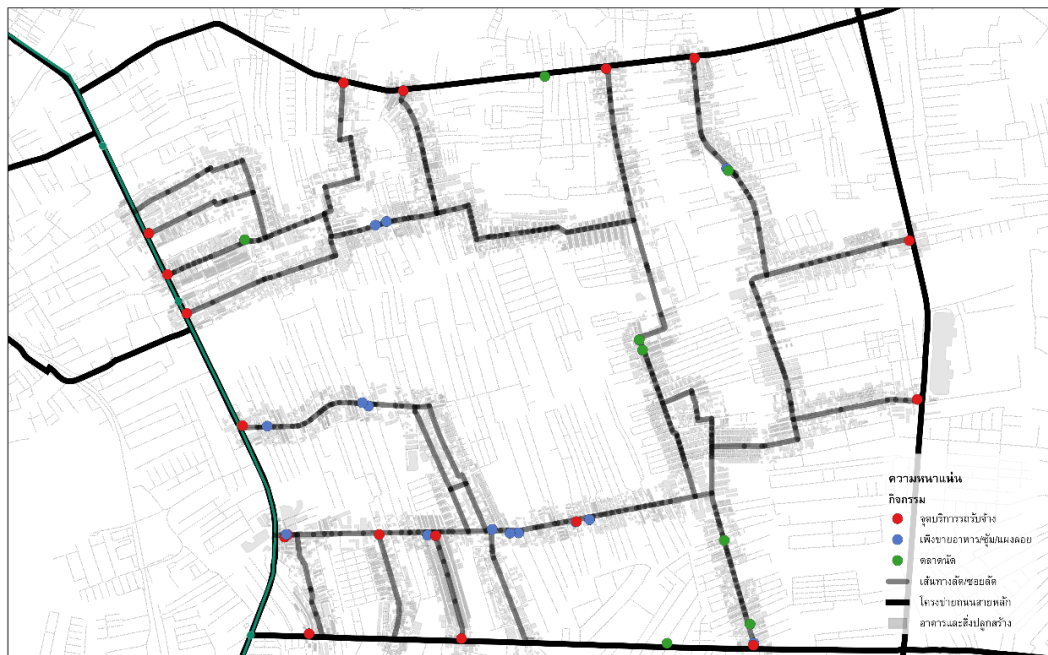 ความหนาแน่น
กิจกรรม
จุดบริการรถรับจ้าง
เพิงขายอาหาร/ซุ้ม/แผงลอย
ตลาดนัด
เส้นทางลัด/ซอยลัด
โครงข่ายถนนสายหลัก
อาคารและสิ่งปลูกสร้าง